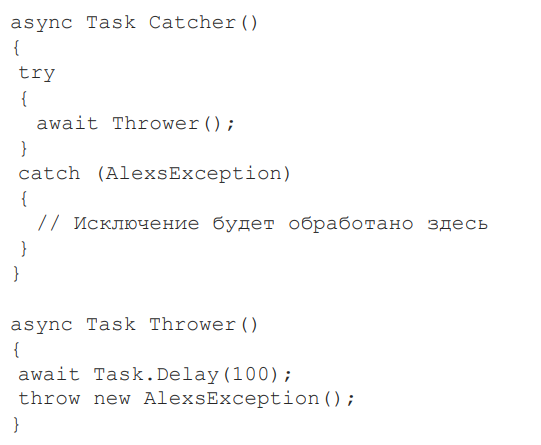 async Task Catcher()
{
try
{
await Thrower();
}
catch (AlexsException)
{
// Исключение будет обработано здесь
}
}
async Task Thrower()
{
await Task.Delay(100);
throw new AlexsException();
}